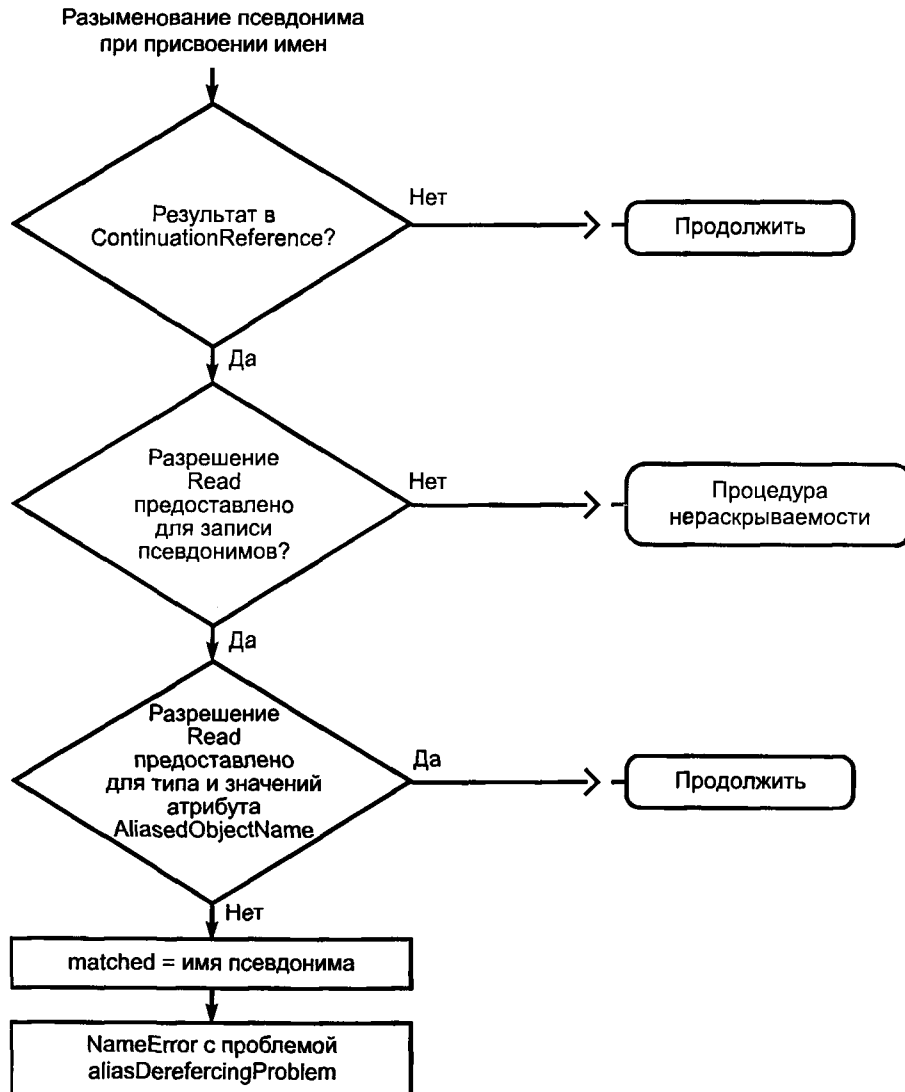 Разыменование псевдонима
при присвоении имен
Результат в
ContinuationReference?
Нет
Продолжить
Да
Разрешение
Read
предоставлено
для записи
псевдонимов?
Нет
Процедура
нераскрываемости
Да
Разрешение
Read
предоставлено
для типа и значений
атрибута
AliasedObjectName
Да
Продолжить
Нет
matched = имя псевдонима
NameError с проблемой
aliasDerefercingProblem